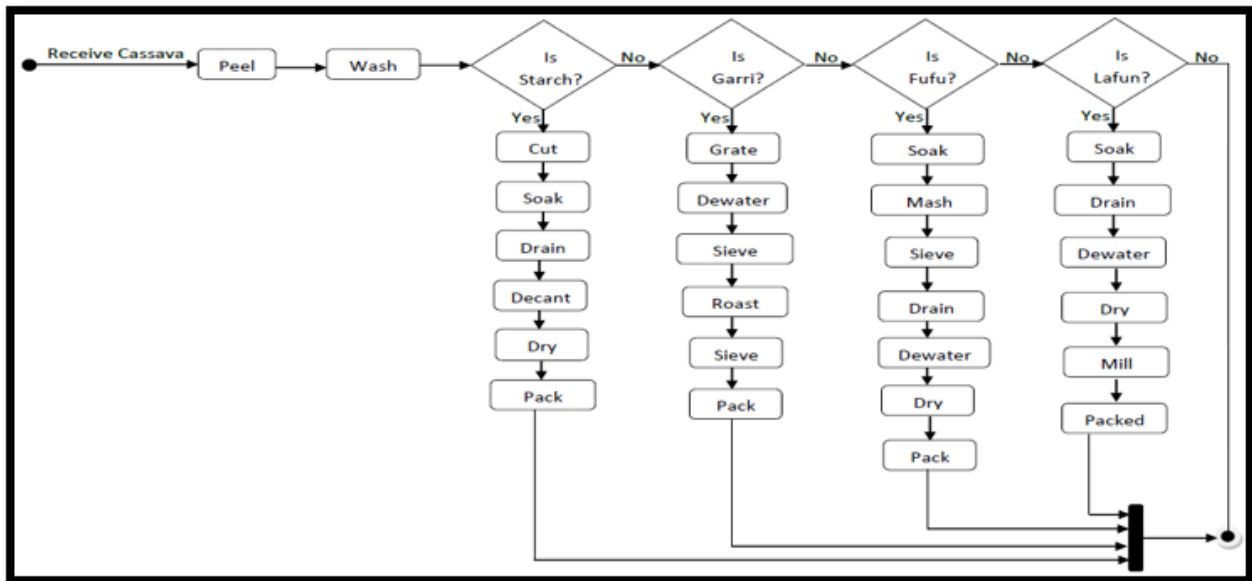 Receive Cassava
Peel
Wash
Is
Starch?
No
Is
Garri?
No
Is
Fufu?
No
Is
Lafun?
No
Yes
Cut
Soak
Drain
Decant
Dry
Pack
Yes
Grate
Dewater
Sieve
Roast
Sieve
Pack
Yes
Soak
Mash
Sieve
Drain
Dewater
Dry
Pack
Yes
Soak
Drain
Dewater
Dry
Mill
Packed